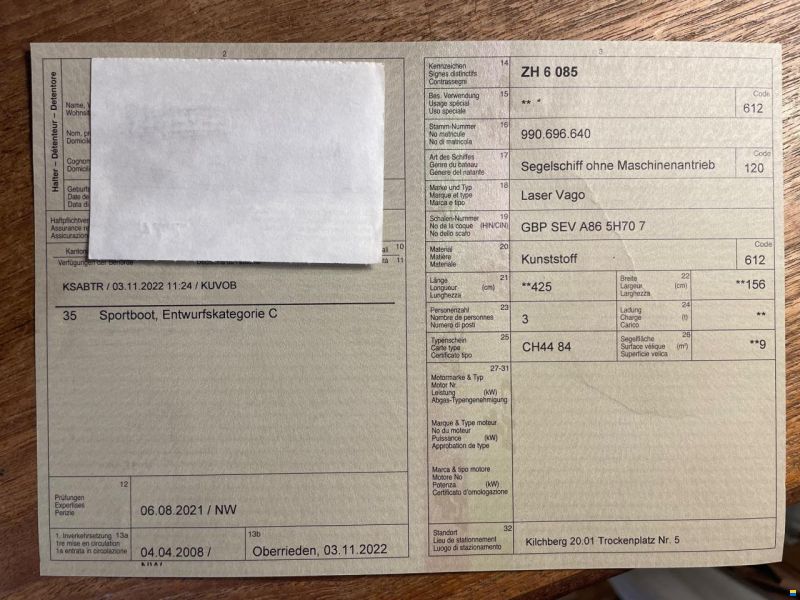 2
Halter – Détenteur – Detentore
Name, V
Wohnsit
Nom, pr
Domicile
Cognom
Domicili
Geburts
Date de
Data di
Haftpflichtver
Assurance re
Assicurazio
Kanton
10
Verfügungen der Behörde
11
KSABTR / 03.11.2022 11:24 / KUVOB
35 Sportboot, Entwurfskategorie C
12
Prüfungen
Expertises
Perizie
06.08.2021 / NW
1. Inverkehrsetzung 13a
1re mise en circulation
1a entrata in circolazione
04.04.2008 /
13b
Oberrieden, 03.11.2022
3
Kennzeichen 14
Signes distinctifs
Contrassegni
ZH 6 085
Bes. Verwendung 15
Usage spécial
Uso speciale
** *
Code
612
Stamm-Nummer 16
No matricule
No di matricola
990.696.640
Art des Schiffes 17
Genre du bateau
Genere del natante
Segelschiff ohne Maschinenantrieb
Code
120
Marke und Typ 18
Marque et type
Marca e tipo
Laser Vago
Schalen-Nummer 19
No de la coque (HIN/CIN)
No dello scafo
GBP SEV A86 5H70 7
Material 20
Matière
Materiale
Kunststoff
Code
612
Länge 21
Longueur (cm)
Lunghezza
**425
Breite 22
Largeur (cm)
Larghezza
**156
Personenzahl 23
Nombre de personnes
Numero di posti
3
Ladung 24
Charge (t)
Carico
**
Typenschein 25
Carte type
Certificato tipo
CH44 84
Segelfläche 26
Surface vélique (m²)
Superficie velica
**9
27-31
Motormarke & Typ
Motor Nr.
Leistung (kW)
Abgas-Typengenehmigung
Marque & Type moteur
No du moteur
Puissance (kW)
Approbation de type
Marca & tipo motore
Motore No
Potenza (kW)
Certificato d'omologazione
Standort 32
Lieu de stationnement
Luogo di stazionamento
Kilchberg 20.01 Trockenplatz Nr. 5